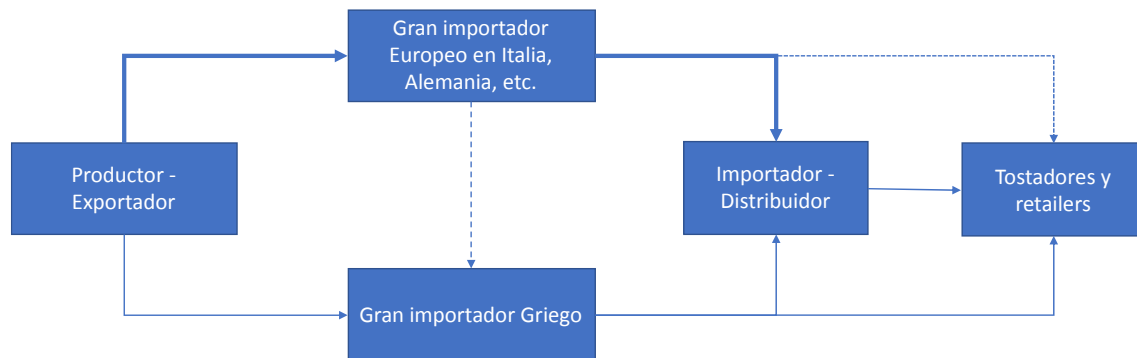 Gran importador
Europeo en Italia,
Alemania, etc.
Productor -
Exportador
Importador -
Distribuidor
Tostadores y
retailers
Gran importador Griego